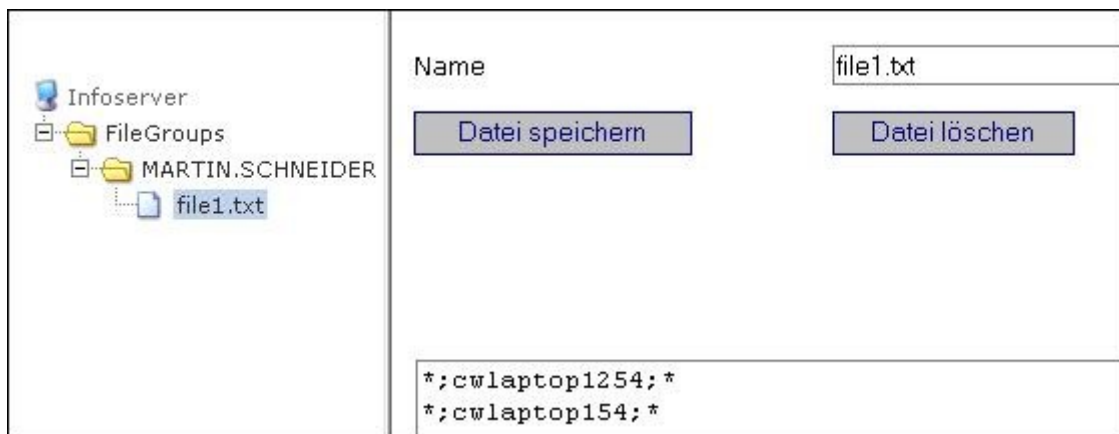 Infoserver
FileGroups
MARTIN.SCHNEIDER
file1.txt
Name
file1.txt
Datei speichern
Datei löschen
*;cwlaptop1254;*
*;cwlaptop154;*